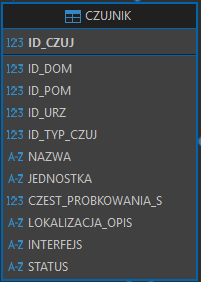 CZUJNIK
123 ID_CZUJ
123 ID_DOM
123 ID_POM
123 ID_URZ
123 ID_TYP_CZUJ
A-Z NAZWA
A-Z JEDNOSTKA
123 CZEST_PROBKOWANIA_S
A-Z LOKALIZACJA_OPIS
A-Z INTERFEJS
A-Z STATUS